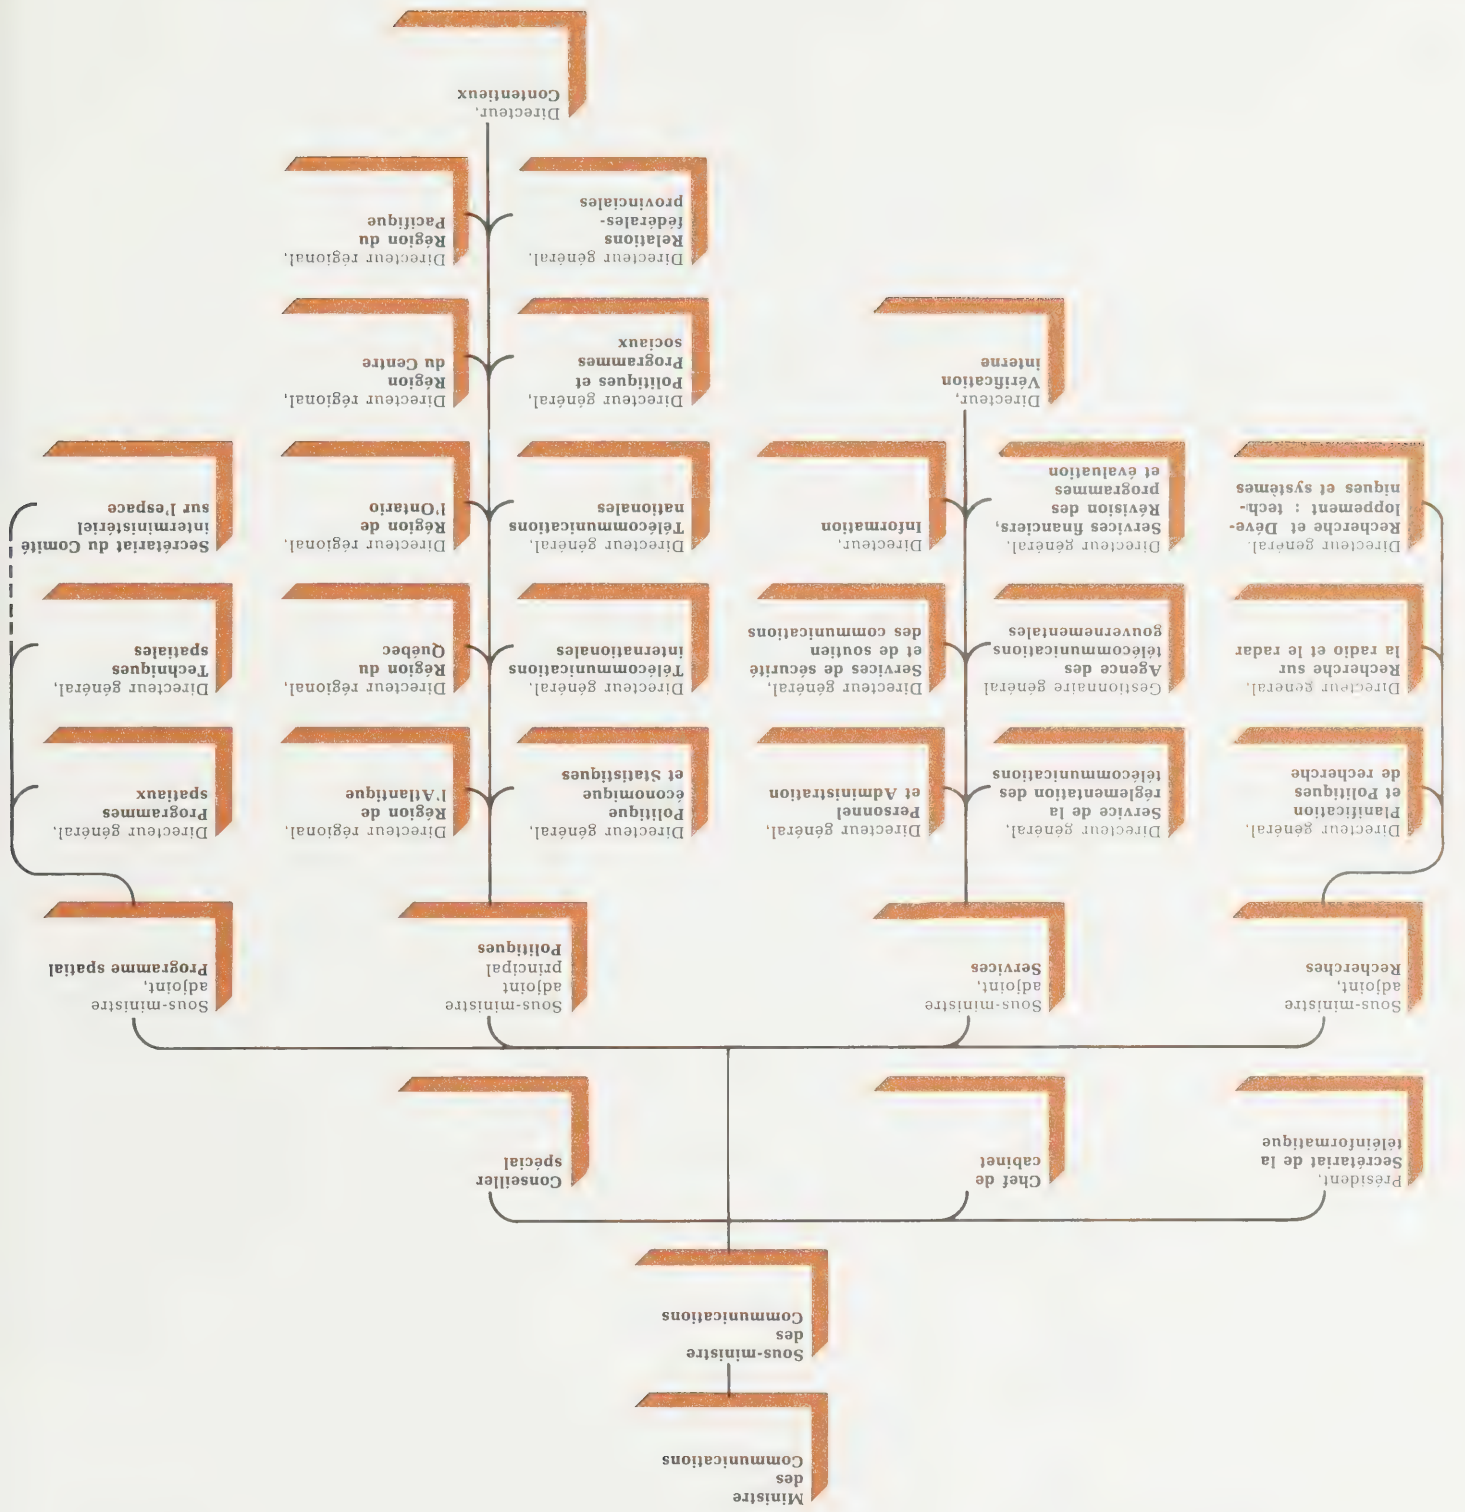 Ministre
des
Communications
Sous-ministre
des
Communications
Président,
Secrétariat de la
téléinformatique
Chef de
cabinet
Conseiller
spécial
Sous-ministre
adjoint,
Recherches
Sous-ministre
adjoint,
Services
Sous-ministre
adjoint
principal
Politiques
Sous-ministre
adjoint,
Programme spatial
Directeur général,
Planification
et Politiques
de recherche
Directeur général,
Service de la
réglementation des
télécommunications
Directeur général,
Personnel
et Administration
Directeur général,
Politique
économique
et Statistiques
Directeur régional,
Région de
l'Atlantique
Directeur général,
Programmes
spatiaux
Directeur général,
Recherche sur
la radio et le radar
Gestionnaire général
Agence des
télécommunications
gouvernementales
Directeur général,
Services de sécurité
et de soutien
des communications
Directeur général,
Télécommunications
internationales
Directeur régional,
Région du
Québec
Directeur général,
Techniques
spatiales
Directeur général,
Recherche et Déve-
loppement : tech-
niques et systèmes
Directeur général,
Services financiers,
Révision des
programmes
et évaluation
Directeur,
Information
Directeur général,
Télécommunications
nationales
Directeur régional,
Région de
l'Ontario
Secrétariat du Comité
interministériel
sur l'espace
Directeur,
Vérification
interne
Directeur général,
Politiques et
Programmes
sociaux
Directeur régional,
Région
du Centre
Directeur général,
Relations
fédérales-
provinciales
Directeur régional,
Région du
Pacifique
Directeur,
Contentieux